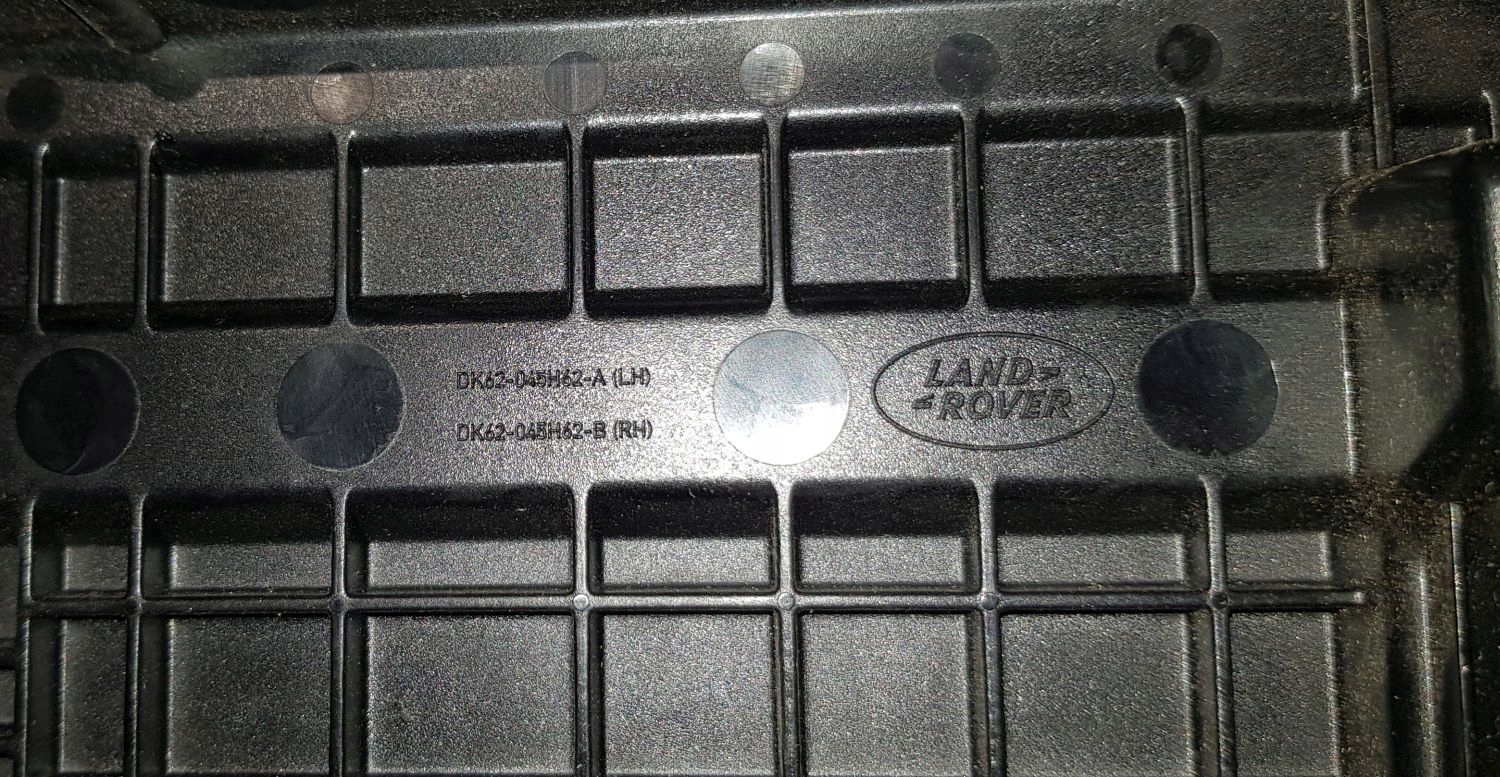 DK62-045H62-A (LH)
DK62-045H62-B (RH)
LAND
ROVER